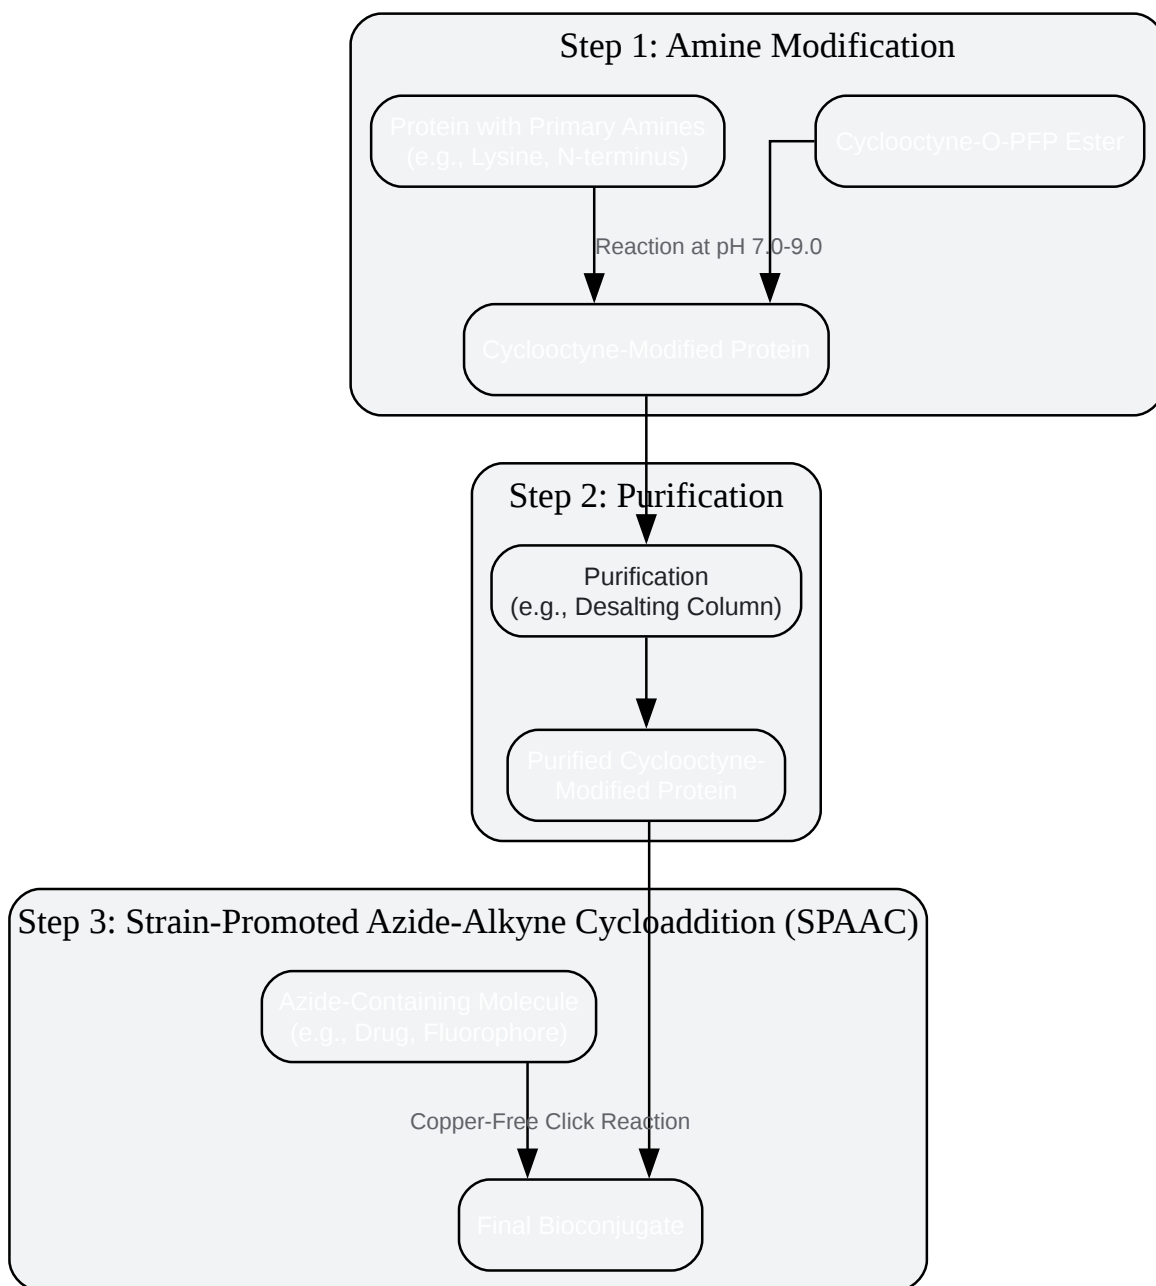 Step 1: Amine Modification
Protein with Primary Amines
(e.g., Lysine, N-terminus)
Cyclooctyne-O-PFP Ester
Reaction at pH 7.0-9.0
Cyclooctyne-Modified Protein
Step 2: Purification
Purification
(e.g., Desalting Column)
Purified Cyclooctyne-
Modified Protein
Step 3: Strain-Promoted Azide-Alkyne Cycloaddition (SPAAC)
Azide-Containing Molecule
(e.g., Drug, Fluorophore)
Copper-Free Click Reaction
Final Bioconjugate